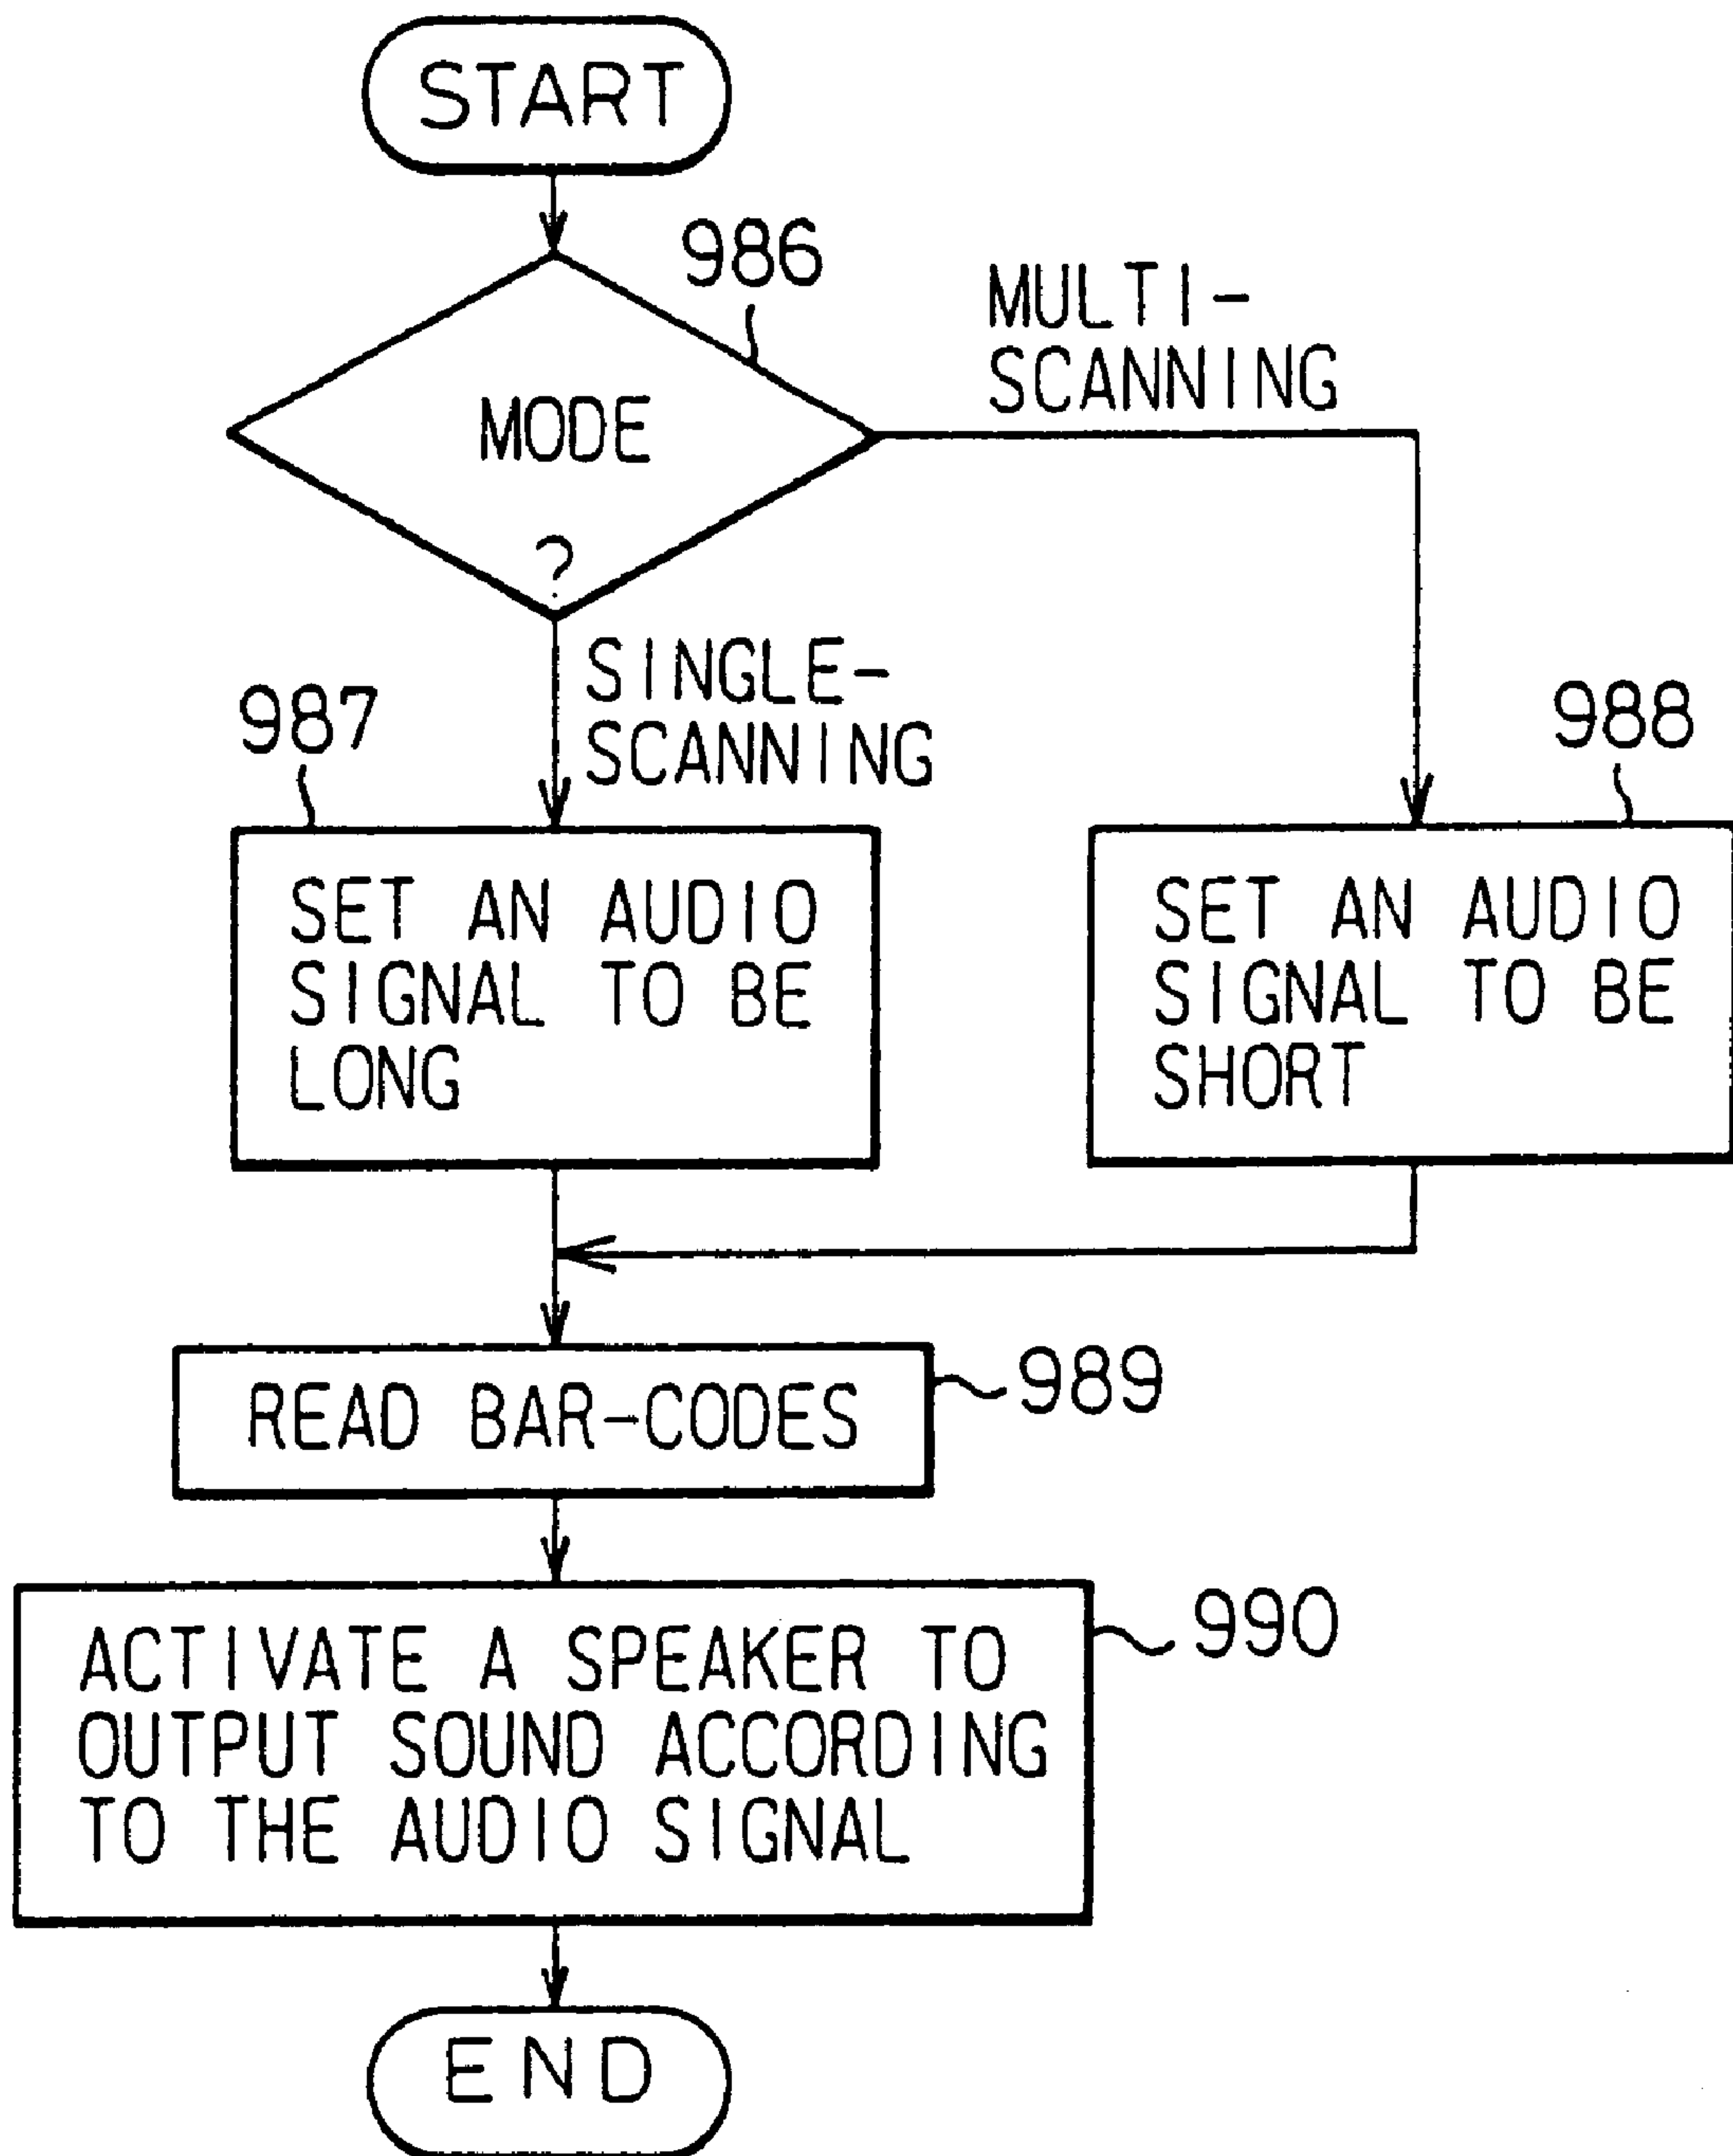 START
986
MULTI-
SCANNING
MODE
?
SINGLE-
SCANNING
987
988
SET AN AUDIO
SIGNAL TO BE
LONG
SET AN AUDIO
SIGNAL TO BE
SHORT
READ BAR-CODES
989
ACTIVATE A SPEAKER TO
OUTPUT SOUND ACCORDING
TO THE AUDIO SIGNAL
990
END